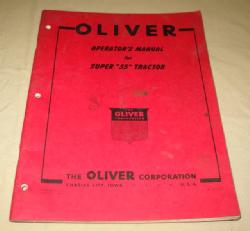 OLIVER
OPERATOR'S MANUAL
for
SUPER "55" TRACTOR
OLIVER
THE OLIVER CORPORATION
CHARLES CITY, IOWA U.S.A.